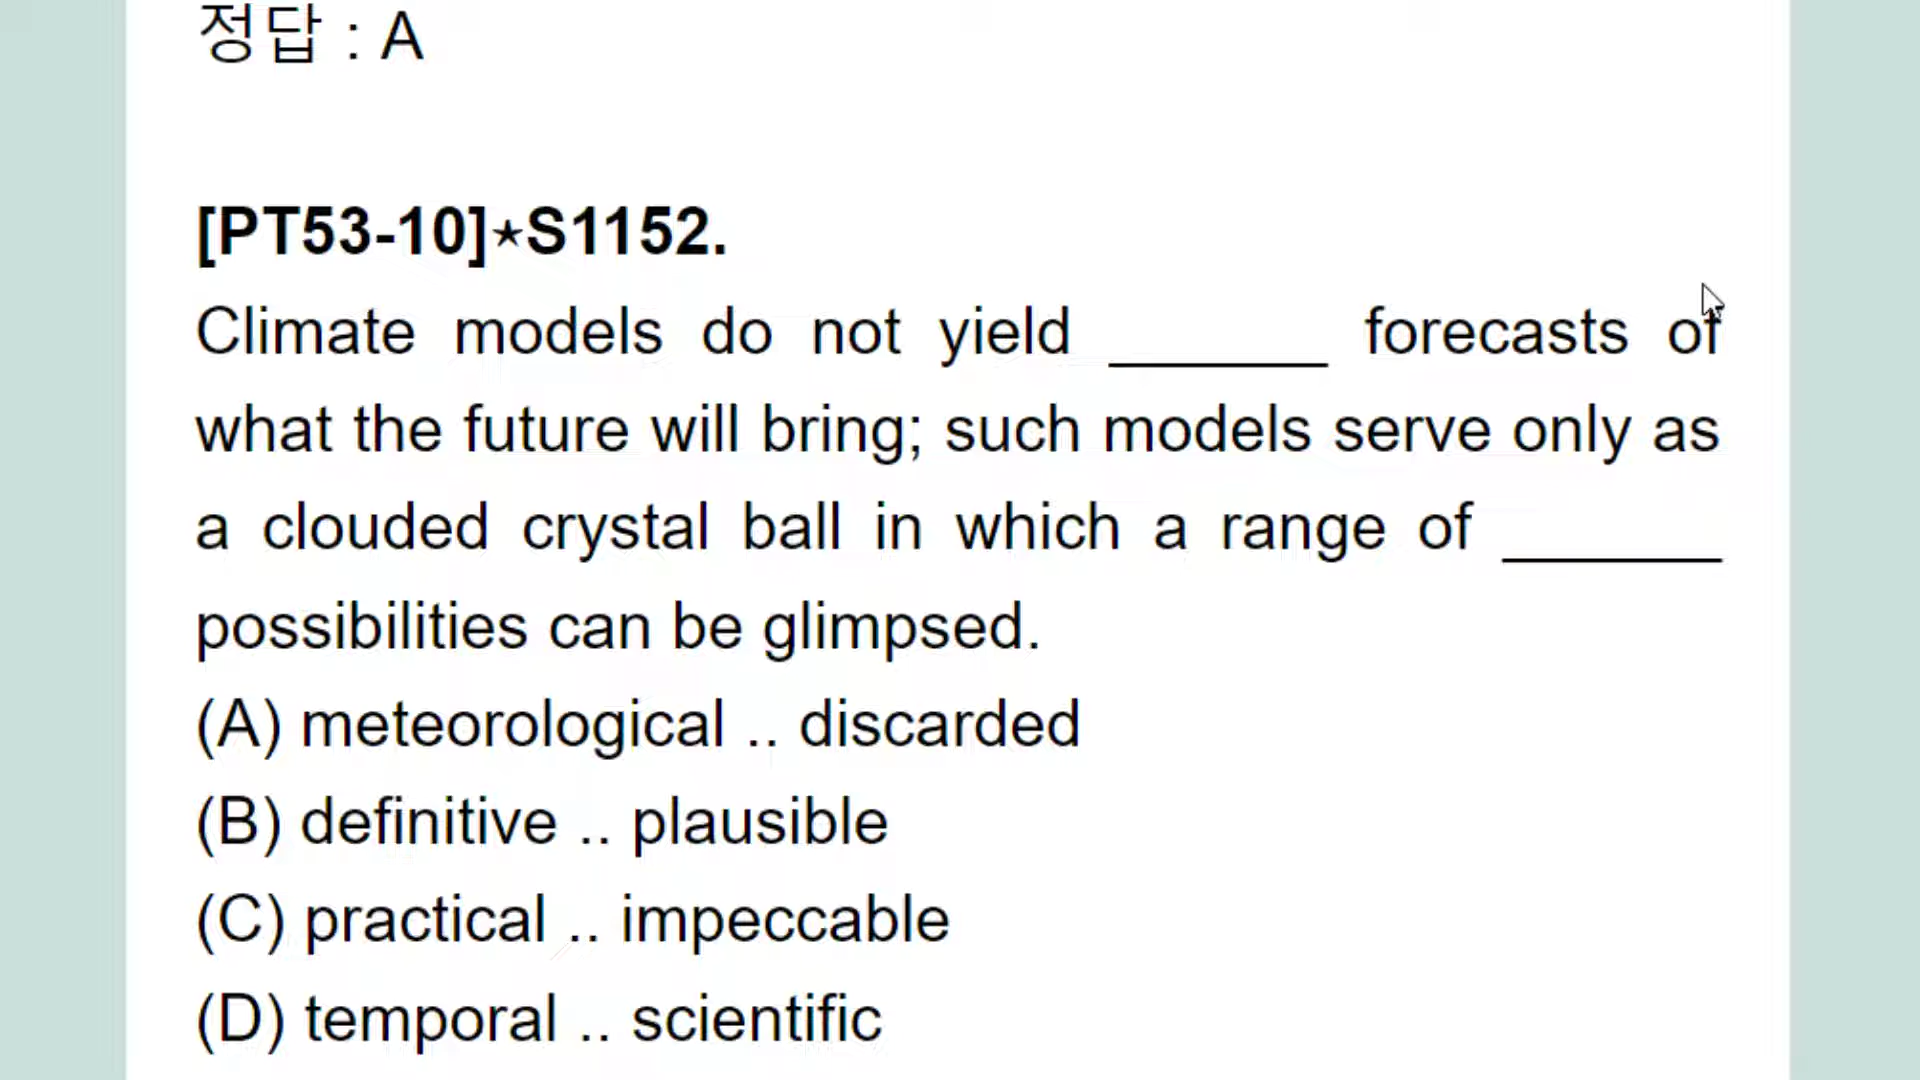 정답 : A
[PT53-10]⋆S1152.
Climate models do not yield ______ forecasts of
what the future will bring; such models serve only as
a clouded crystal ball in which a range of ______
possibilities can be glimpsed.
(A) meteorological .. discarded
(B) definitive .. plausible
(C) practical .. impeccable
(D) temporal .. scientific